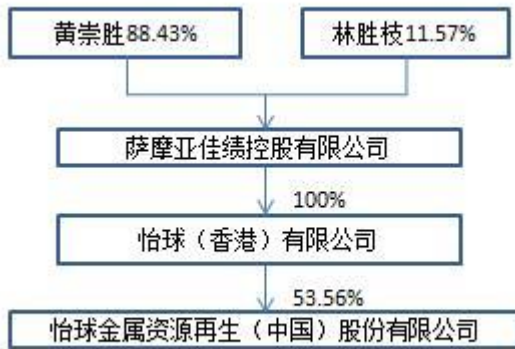 黄崇胜88.43%
林胜枝11.57%
萨摩亚佳绩控股有限公司
100%
怡球（香港）有限公司
53.56%
怡球金属资源再生（中国）股份有限公司